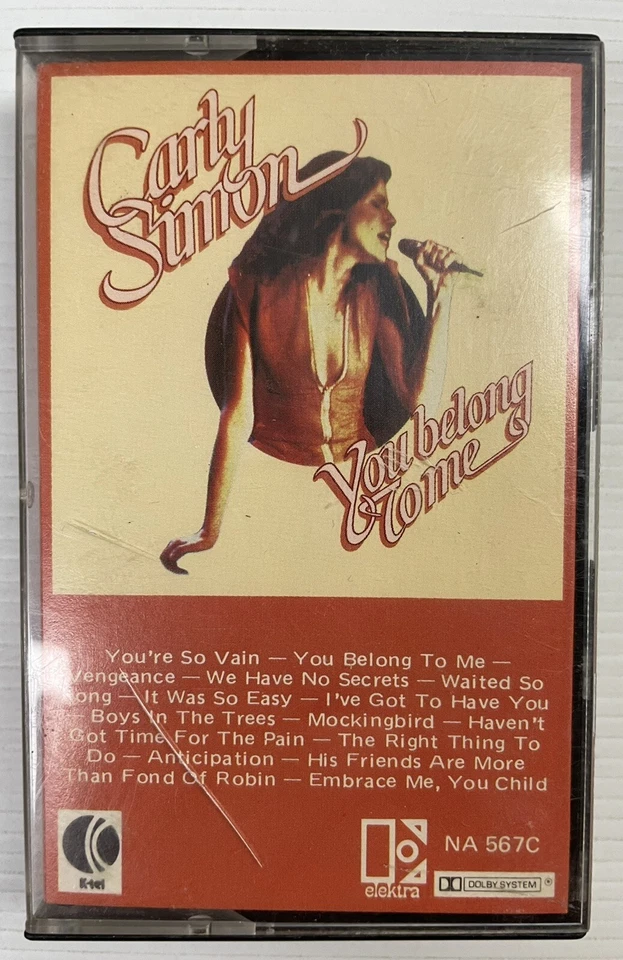 Carly
Simon
You belong
to me
You're So Vain — You Belong To Me —
Vengeance — We Have No Secrets — Waited So
Long — It Was So Easy — I've Got To Have You
— Boys In The Trees — Mockingbird — Haven't
Got Time For The Pain — The Right Thing To
Do — Anticipation — His Friends Are More
Than Fond Of Robin — Embrace Me, You Child
K-tel
elektra
NA 567C
DOLBY SYSTEM